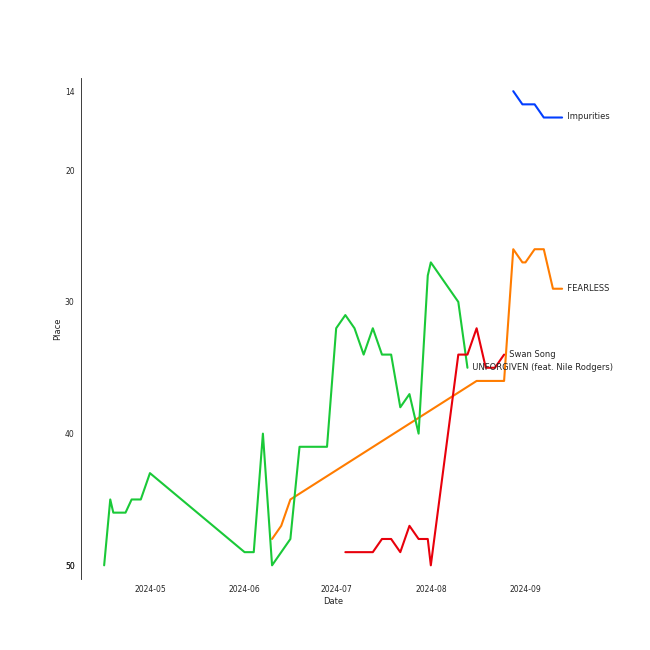 14
Impurities
20
Place
30
FEARLESS
Swan Song
UNFORGIVEN (feat. Nile Rodgers)
40
50
2024-05 2024-06 2024-07 2024-08 2024-09
Date